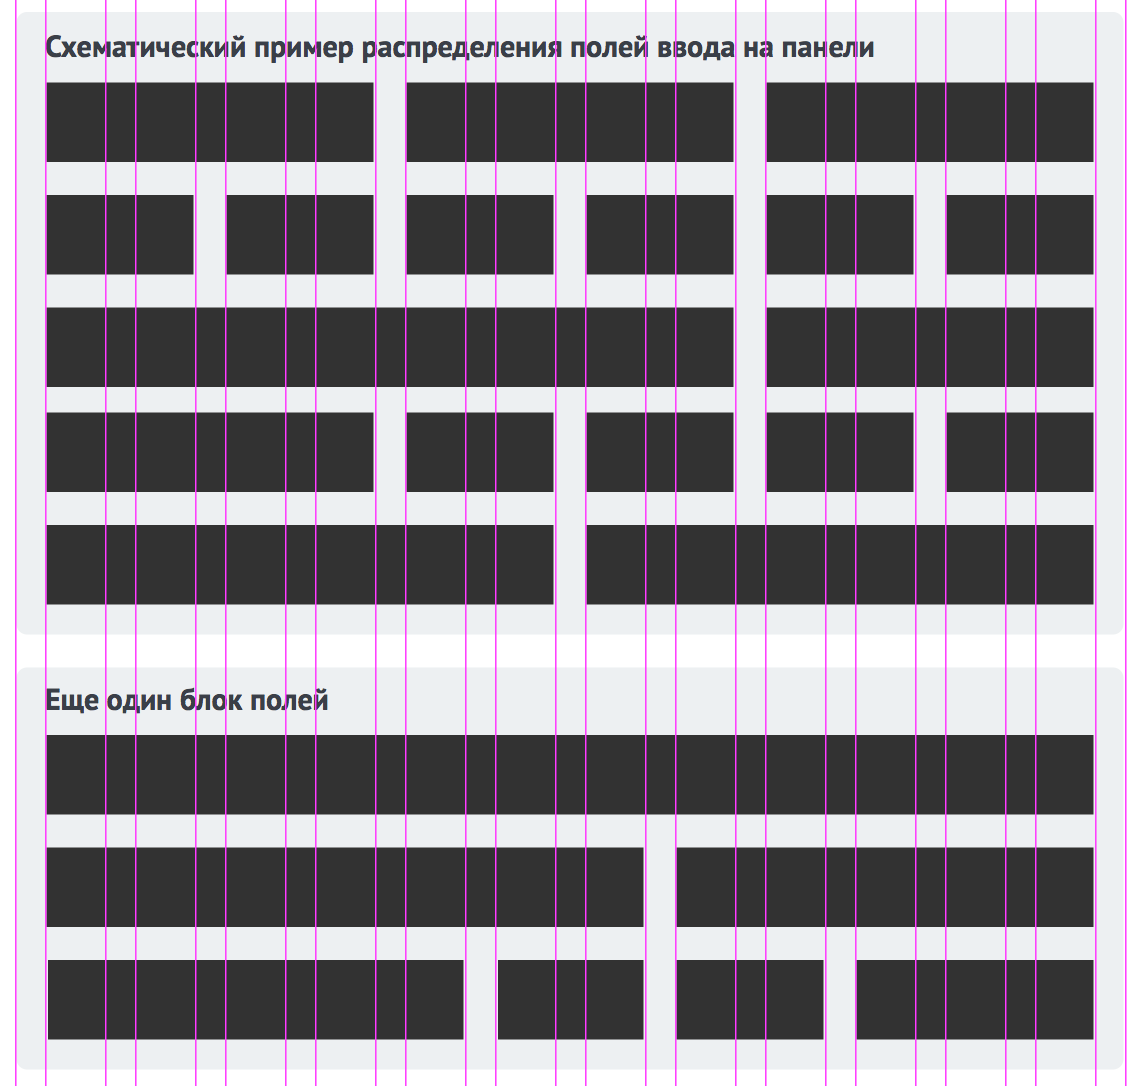 Схематический пример распределения полей ввода на панели
Еще один блок полей